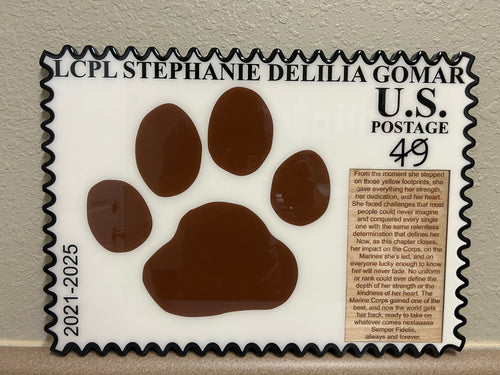 LCPL STEPHANIE DELILIA GOMAR
U.S.
POSTAGE
49
From the moment she stepped
on those yellow footprints, she
gave everything her strength,
her dedication, and her heart.
She faced challenges that most
people could never imagine
and conquered every single
one with the same relentless
determination that defines her.
Now, as this chapter closes,
her impact on the Corps, on the
Marines she's led, and on
everyone lucky enough to know
her will never fade. No uniform
or rank could ever define the
depth of her strength or the
kindness of her heart. The
Marine Corps gained one of the
best, and now the world gets
her back, ready to take on
whatever comes nextaaaaa
Semper Fidelia,
always and forever.
2021-2025